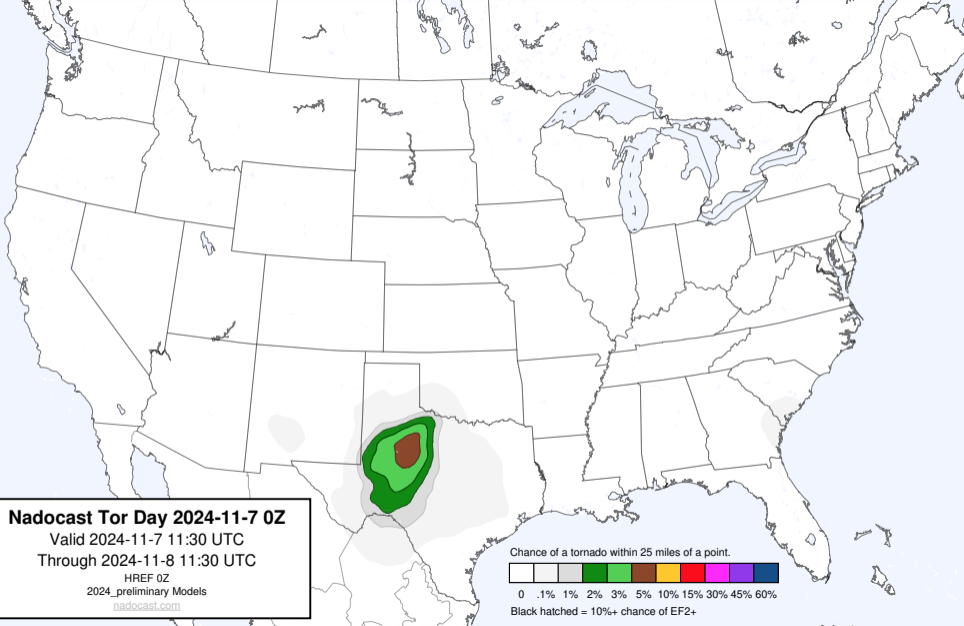 Nadocast Tor Day 2024-11-7 0Z
Valid 2024-11-7 11:30 UTC
Through 2024-11-8 11:30 UTC
HREF 0Z
2024_preliminary Models
nadocast.com
Chance of a tornado within 25 miles of a point.
0 .1% 1% 2% 3% 5% 10% 15% 30% 45% 60%
Black hatched = 10%+ chance of EF2+